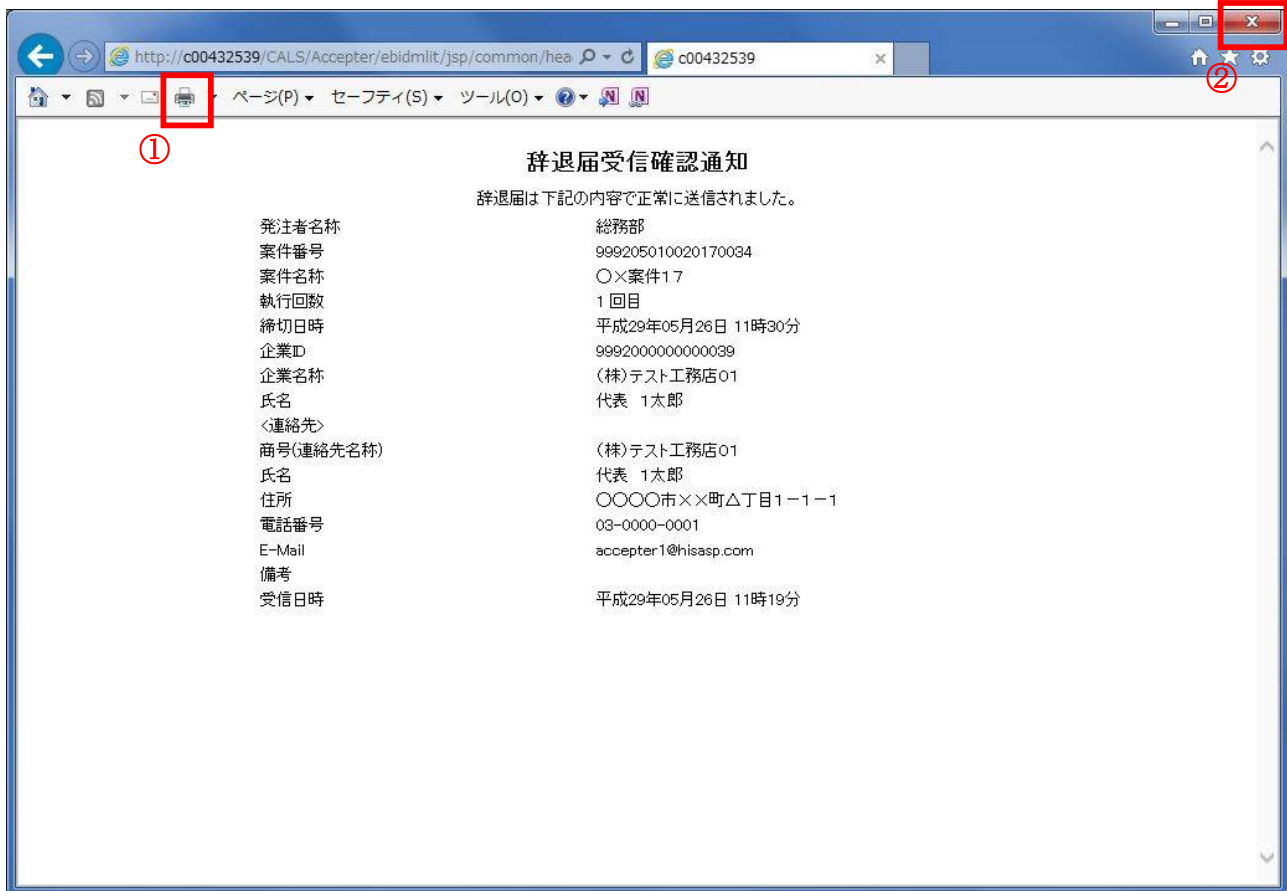 http://c00432539/CALS/Accepter/ebidmlit/jsp/common/hea
c00432539
②
ページ(P) セーフティ(S) ツール(O)
①
辞退届受信確認通知
辞退届は下記の内容で正常に送信されました。
発注者名称 総務部
案件番号 999205010020170034
案件名称 〇×案件17
執行回数 1回目
締切日時 平成29年05月26日 11時30分
企業ID 9992000000000039
企業名称 (株)テスト工務店01
氏名 代表 1太郎
<連絡先>
商号(連絡先名称) (株)テスト工務店01
氏名 代表 1太郎
住所 〇〇〇〇市××町△丁目1-1-1
電話番号 03-0000-0001
E-Mail accepter1@hisasp.com
備考
受信日時 平成29年05月26日 11時19分